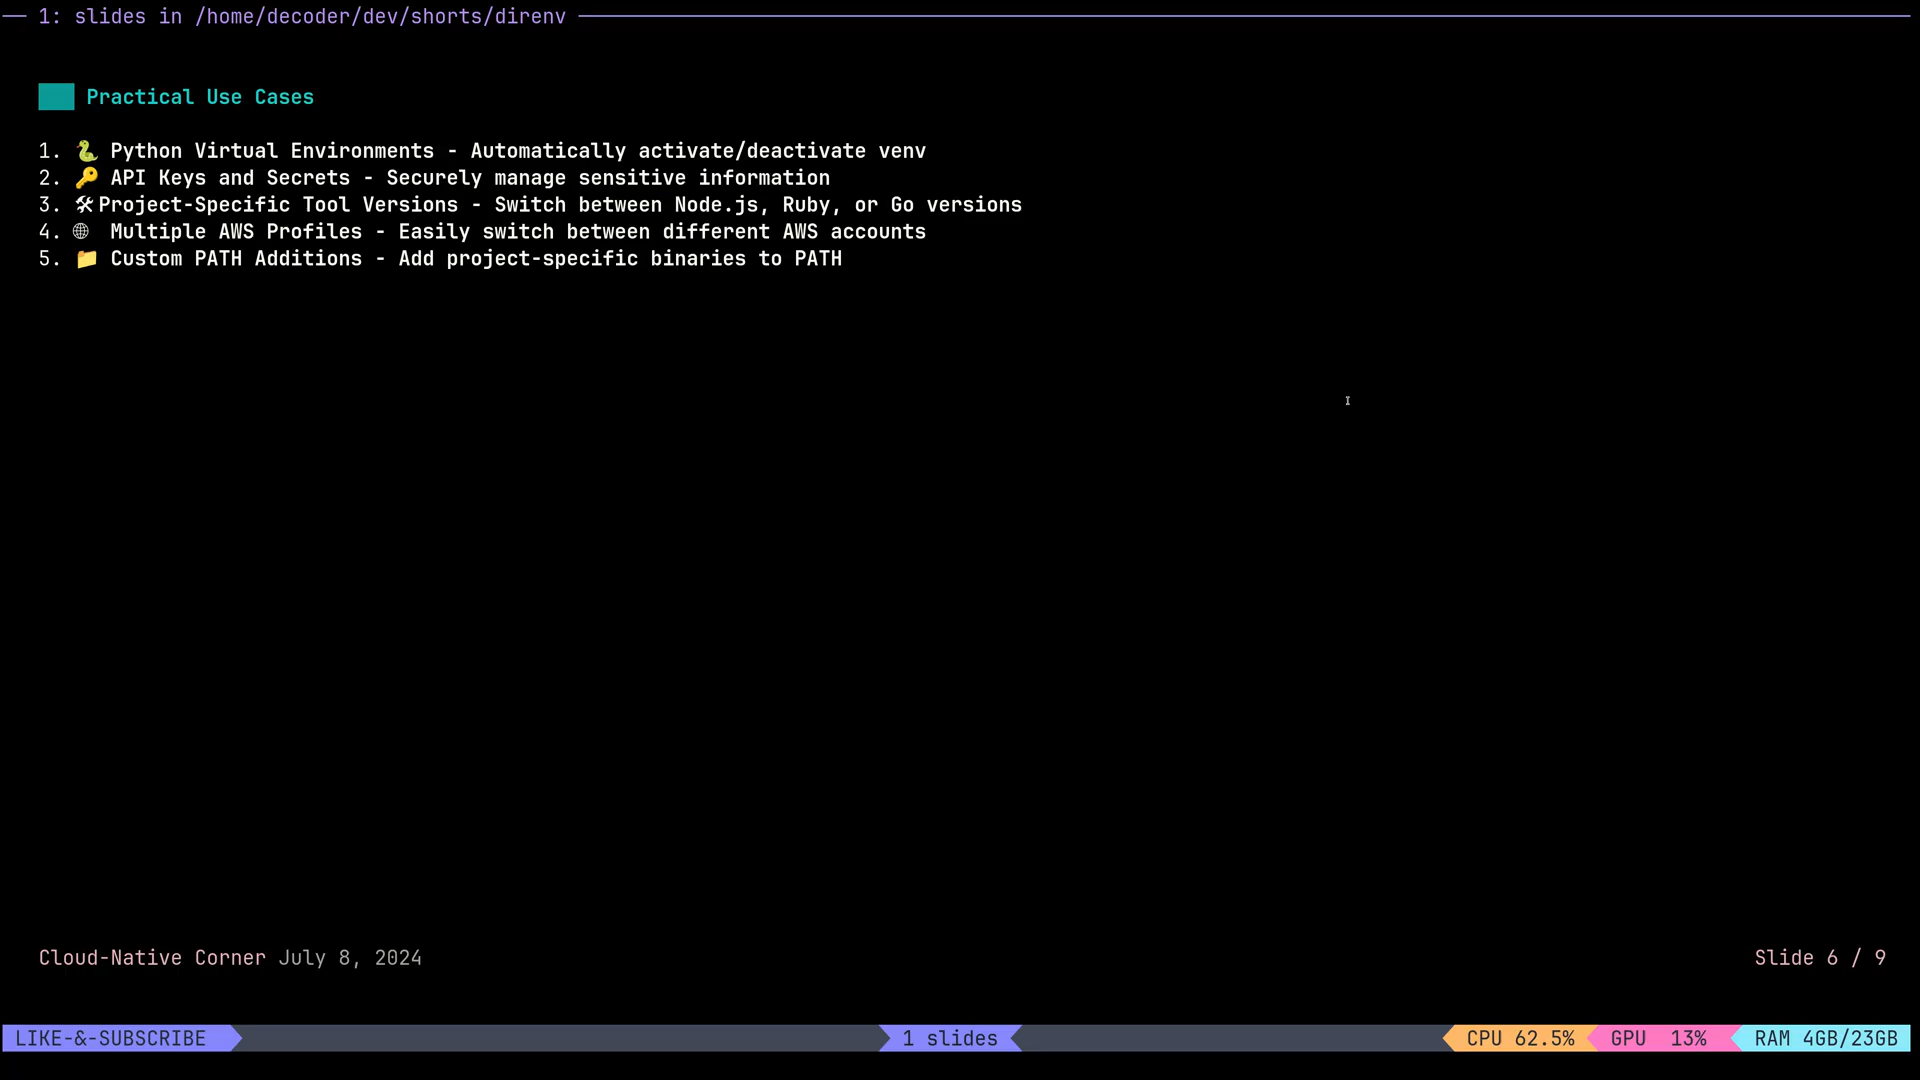 1: slides in /home/decoder/dev/shorts/direnv
Practical Use Cases
1. 🐍 Python Virtual Environments - Automatically activate/deactivate venv
2. 🔑 API Keys and Secrets - Securely manage sensitive information
3. 🛠Project-Specific Tool Versions - Switch between Node.js, Ruby, or Go versions
4. 🌐 Multiple AWS Profiles - Easily switch between different AWS accounts
5. 📁 Custom PATH Additions - Add project-specific binaries to PATH
Cloud-Native Corner July 8, 2024
Slide 6 / 9
LIKE-&-SUBSCRIBE
1 slides
CPU 62.5%
GPU 13%
RAM 4GB/23GB